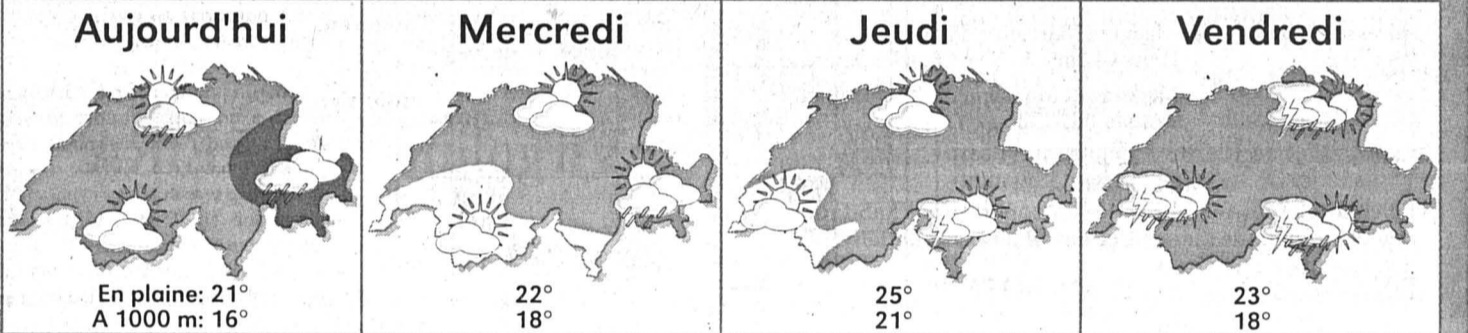 Aujourd'hui
En plaine: 21°
A 1000 m: 16°
Mercredi
22°
18°
Jeudi
25°
21°
Vendredi
23°
18°